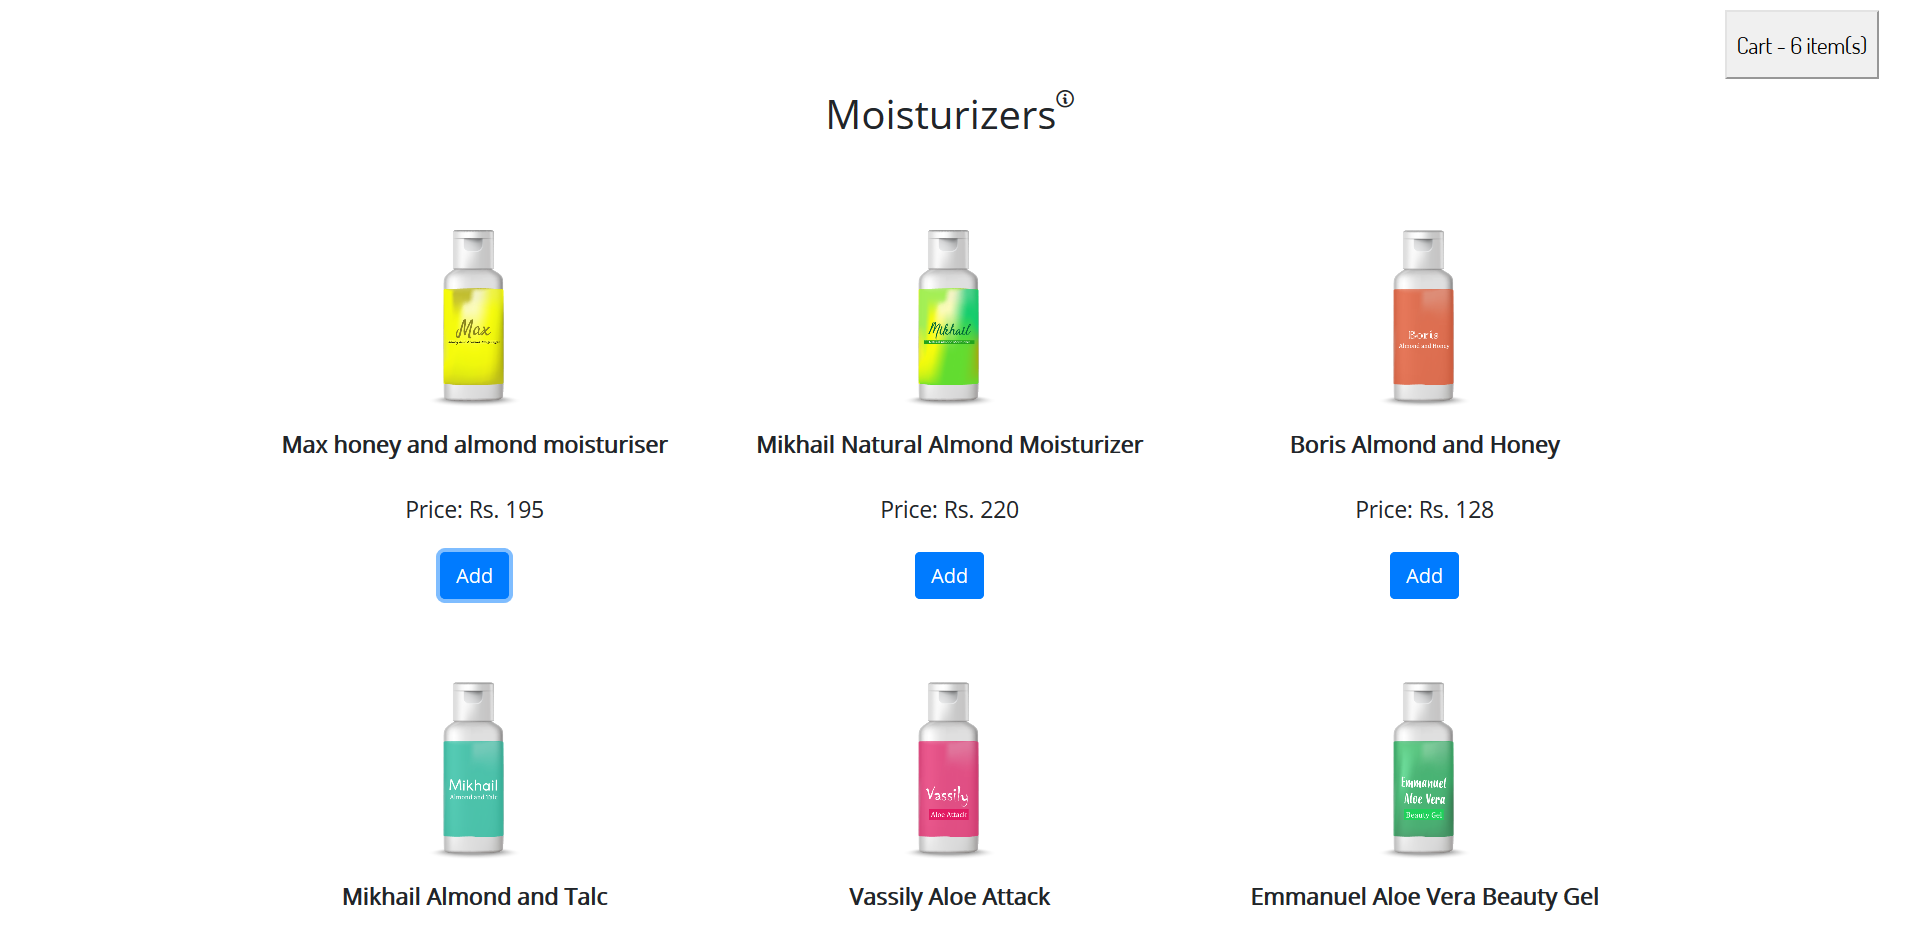 Cart - 6 item(s)
Moisturizers
Max
Mikhail
Boris
Almond and Honey
Max honey and almond moisturiser
Mikhail Natural Almond Moisturizer
Boris Almond and Honey
Price: Rs. 195
Price: Rs. 220
Price: Rs. 128
Add
Add
Add
Mikhail
Almond and Talc
Vassily
Aloe Attack
Emmanuel
Aloe Vera
Beauty Gel
Mikhail Almond and Talc
Vassily Aloe Attack
Emmanuel Aloe Vera Beauty Gel